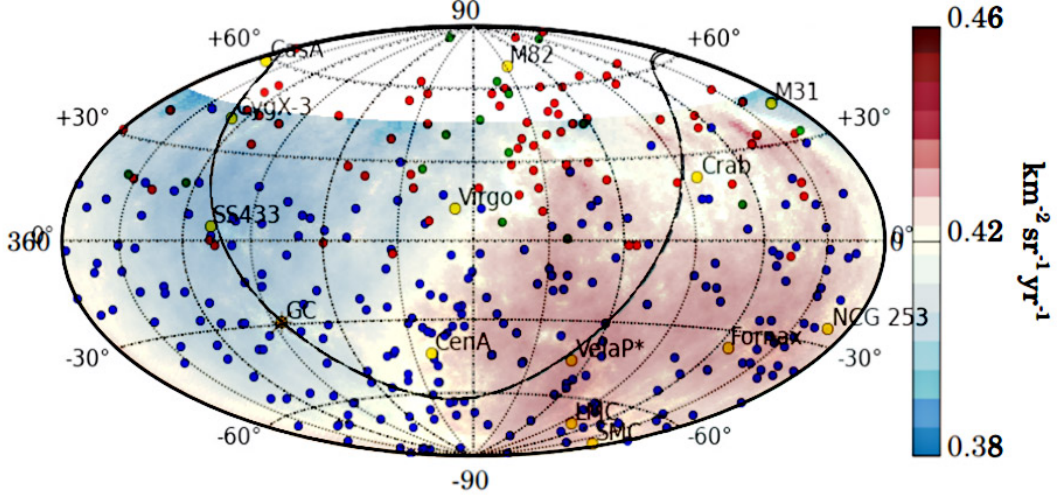 90
0.46
+60°
+60°
CasA
M82
M31
CygX-3
+30°
+30°
Crab
Virgo
SS433
360°
0°
0°
0.42
km⁻² sr⁻¹ yr⁻¹
GC
NCG 253
CenA
VelaP*
Fornax
-30°
-30°
LMC
SMC
-60°
-60°
0.38
-90